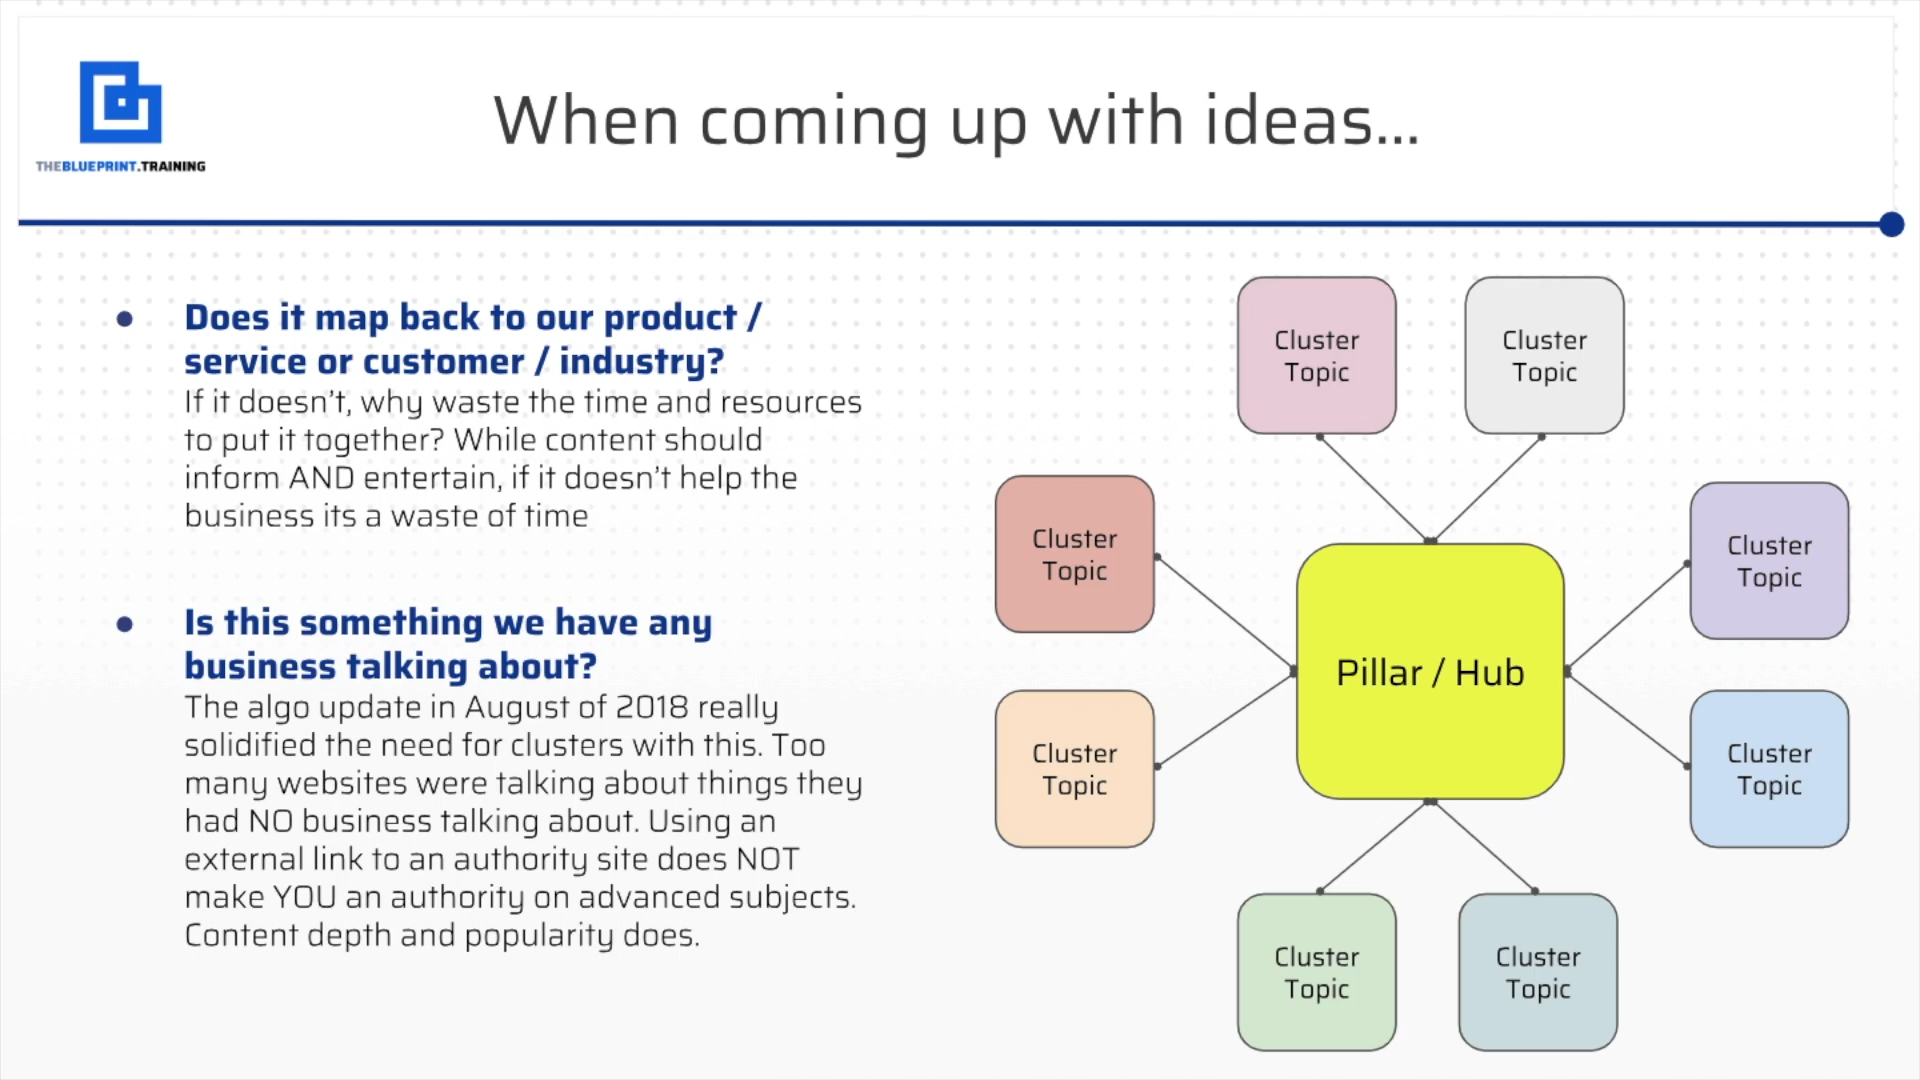 THEBLUEPRINT.TRAINING
When coming up with ideas...
Does it map back to our product /
service or customer / industry?
If it doesn't, why waste the time and resources
to put it together? While content should
inform AND entertain, if it doesn't help the
business its a waste of time
Is this something we have any
business talking about?
The algo update in August of 2018 really
solidified the need for clusters with this. Too
many websites were talking about things they
had NO business talking about. Using an
external link to an authority site does NOT
make YOU an authority on advanced subjects.
Content depth and popularity does.
Cluster
Topic
Cluster
Topic
Cluster
Topic
Cluster
Topic
Pillar / Hub
Cluster
Topic
Cluster
Topic
Cluster
Topic
Cluster
Topic